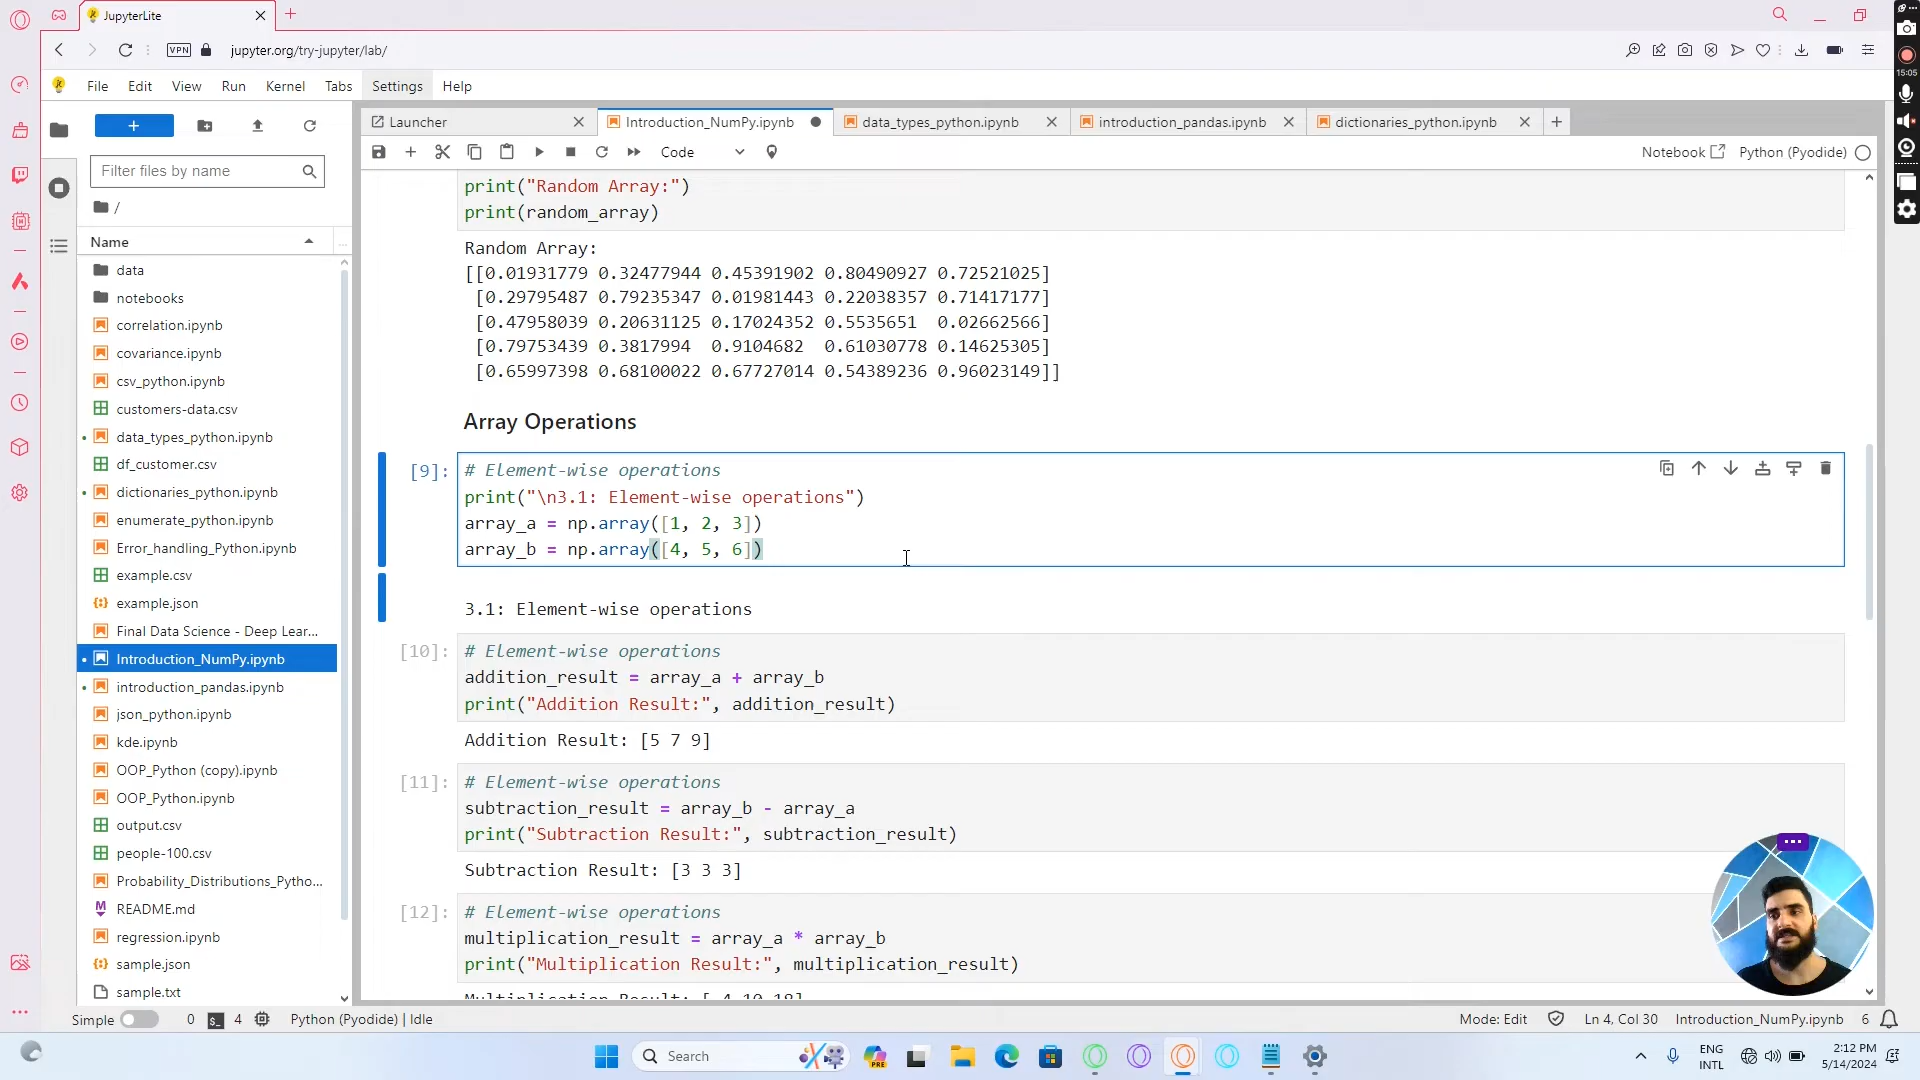 JupyterLite
VPN
jupyter.org/try-jupyter/lab/
15:05
File Edit View Run Kernel Tabs Settings Help
Launcher
Introduction_NumPy.ipynb
data_types_python.ipynb
introduction_pandas.ipynb
dictionaries_python.ipynb
Code
Notebook
Python (Pyodide)
Filter files by name
/
Name
data
notebooks
correlation.ipynb
covariance.ipynb
csv_python.ipynb
customers-data.csv
data_types_python.ipynb
df_customer.csv
dictionaries_python.ipynb
enumerate_python.ipynb
Error_handling_Python.ipynb
example.csv
example.json
Final Data Science - Deep Lear...
Introduction_NumPy.ipynb
introduction_pandas.ipynb
json_python.ipynb
kde.ipynb
OOP_Python (copy).ipynb
OOP_Python.ipynb
output.csv
people-100.csv
Probability_Distributions_Pytho...
README.md
regression.ipynb
sample.json
sample.txt
print("Random Array:")
print(random_array)
Random Array:
[[0.01931779 0.32477944 0.45391902 0.80490927 0.72521025]
[0.29795487 0.79235347 0.01981443 0.22038357 0.71417177]
[0.47958039 0.20631125 0.17024352 0.5535651 0.02662566]
[0.79753439 0.3817994 0.9104682 0.61030778 0.14625305]
[0.65997398 0.68100022 0.67727014 0.54389236 0.96023149]]
Array Operations
[9]:
# Element-wise operations
print("\n3.1: Element-wise operations")
array_a = np.array([1, 2, 3])
array_b = np.array([4, 5, 6])
3.1: Element-wise operations
[10]:
# Element-wise operations
addition_result = array_a + array_b
print("Addition Result:", addition_result)
Addition Result: [5 7 9]
[11]:
# Element-wise operations
subtraction_result = array_b - array_a
print("Subtraction Result:", subtraction_result)
Subtraction Result: [3 3 3]
[12]:
# Element-wise operations
multiplication_result = array_a * array_b
print("Multiplication Result:", multiplication_result)
Multiplication Result: [ 4 10 18]
Simple
0
4
Python (Pyodide) | Idle
Mode: Edit
Ln 4, Col 30
Introduction_NumPy.ipynb
6
Search
PRE
ENG
INTL
2:12 PM
5/14/2024